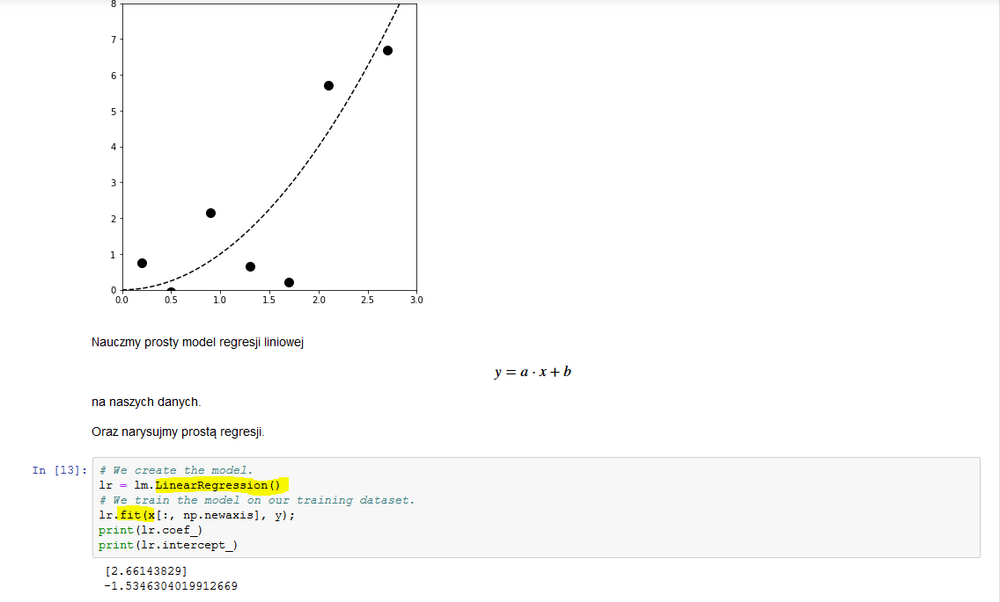 8
7
6
5
4
3
2
1
0
0.0 0.5 1.0 1.5 2.0 2.5 3.0
Nauczmy prosty model regresji liniowej
y = a · x + b
na naszych danych.
Oraz narysujmy prostą regresji.
In [13]: # We create the model.
lr = lm.LinearRegression()
# We train the model on our training dataset.
lr.fit(x[:, np.newaxis], y);
print(lr.coef_)
print(lr.intercept_)
[2.66143829]
-1.5346304019912669